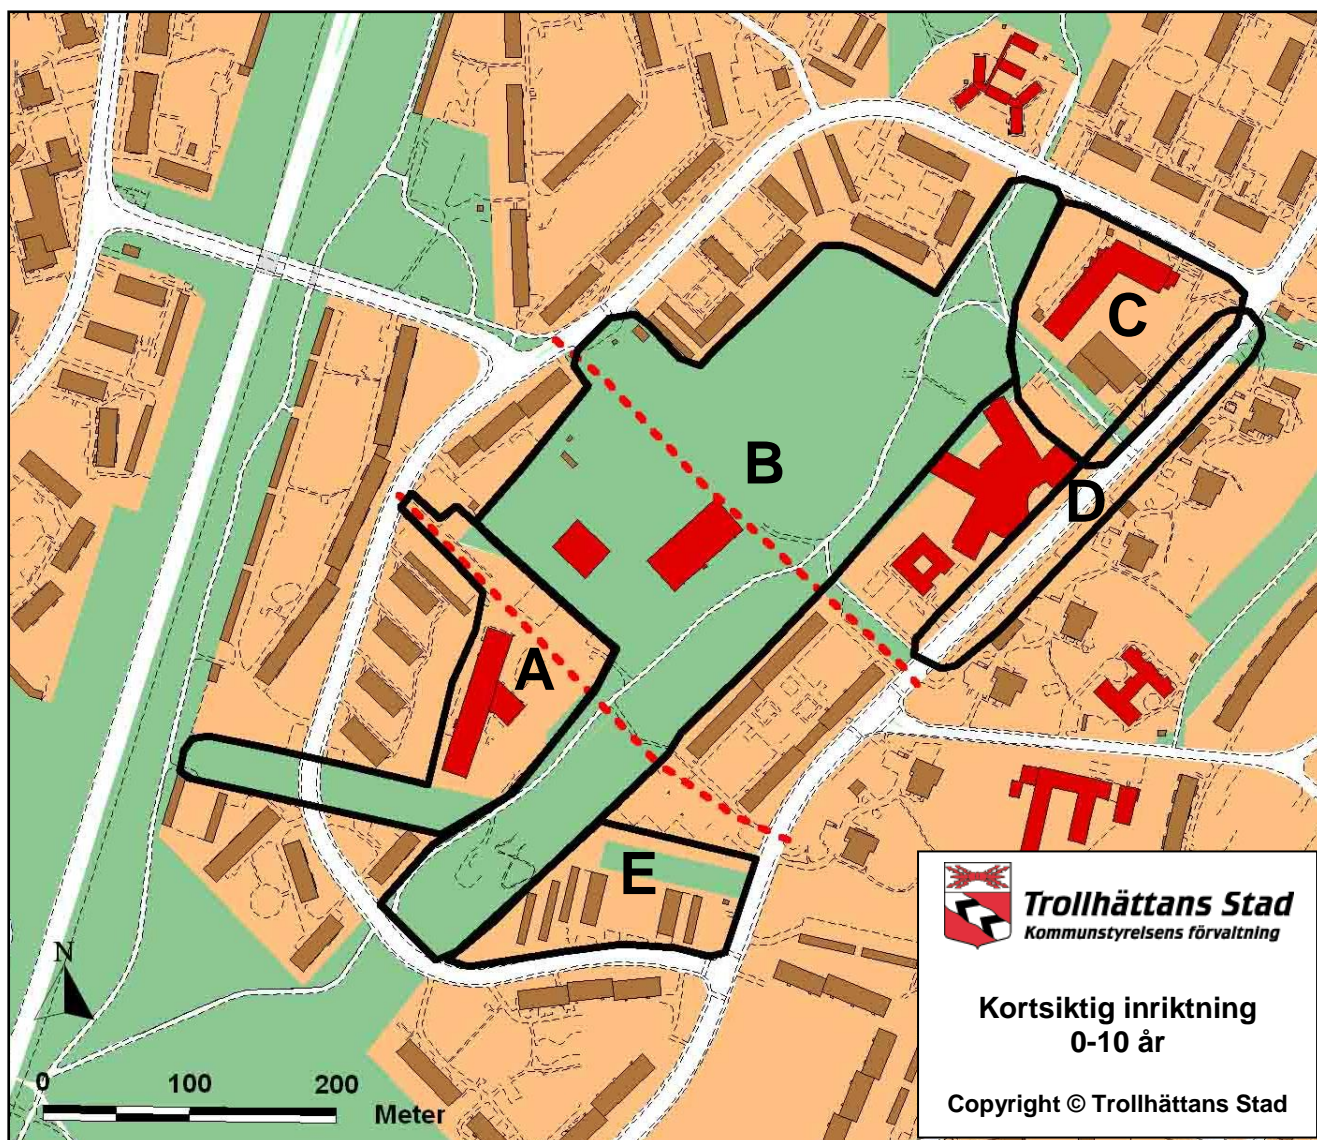 C
B
D
A
E
N
0 100 200
Meter
Trollhättans Stad
Kommunstyrelsens förvaltning
Kortsiktig inriktning
0-10 år
Copyright © Trollhättans Stad